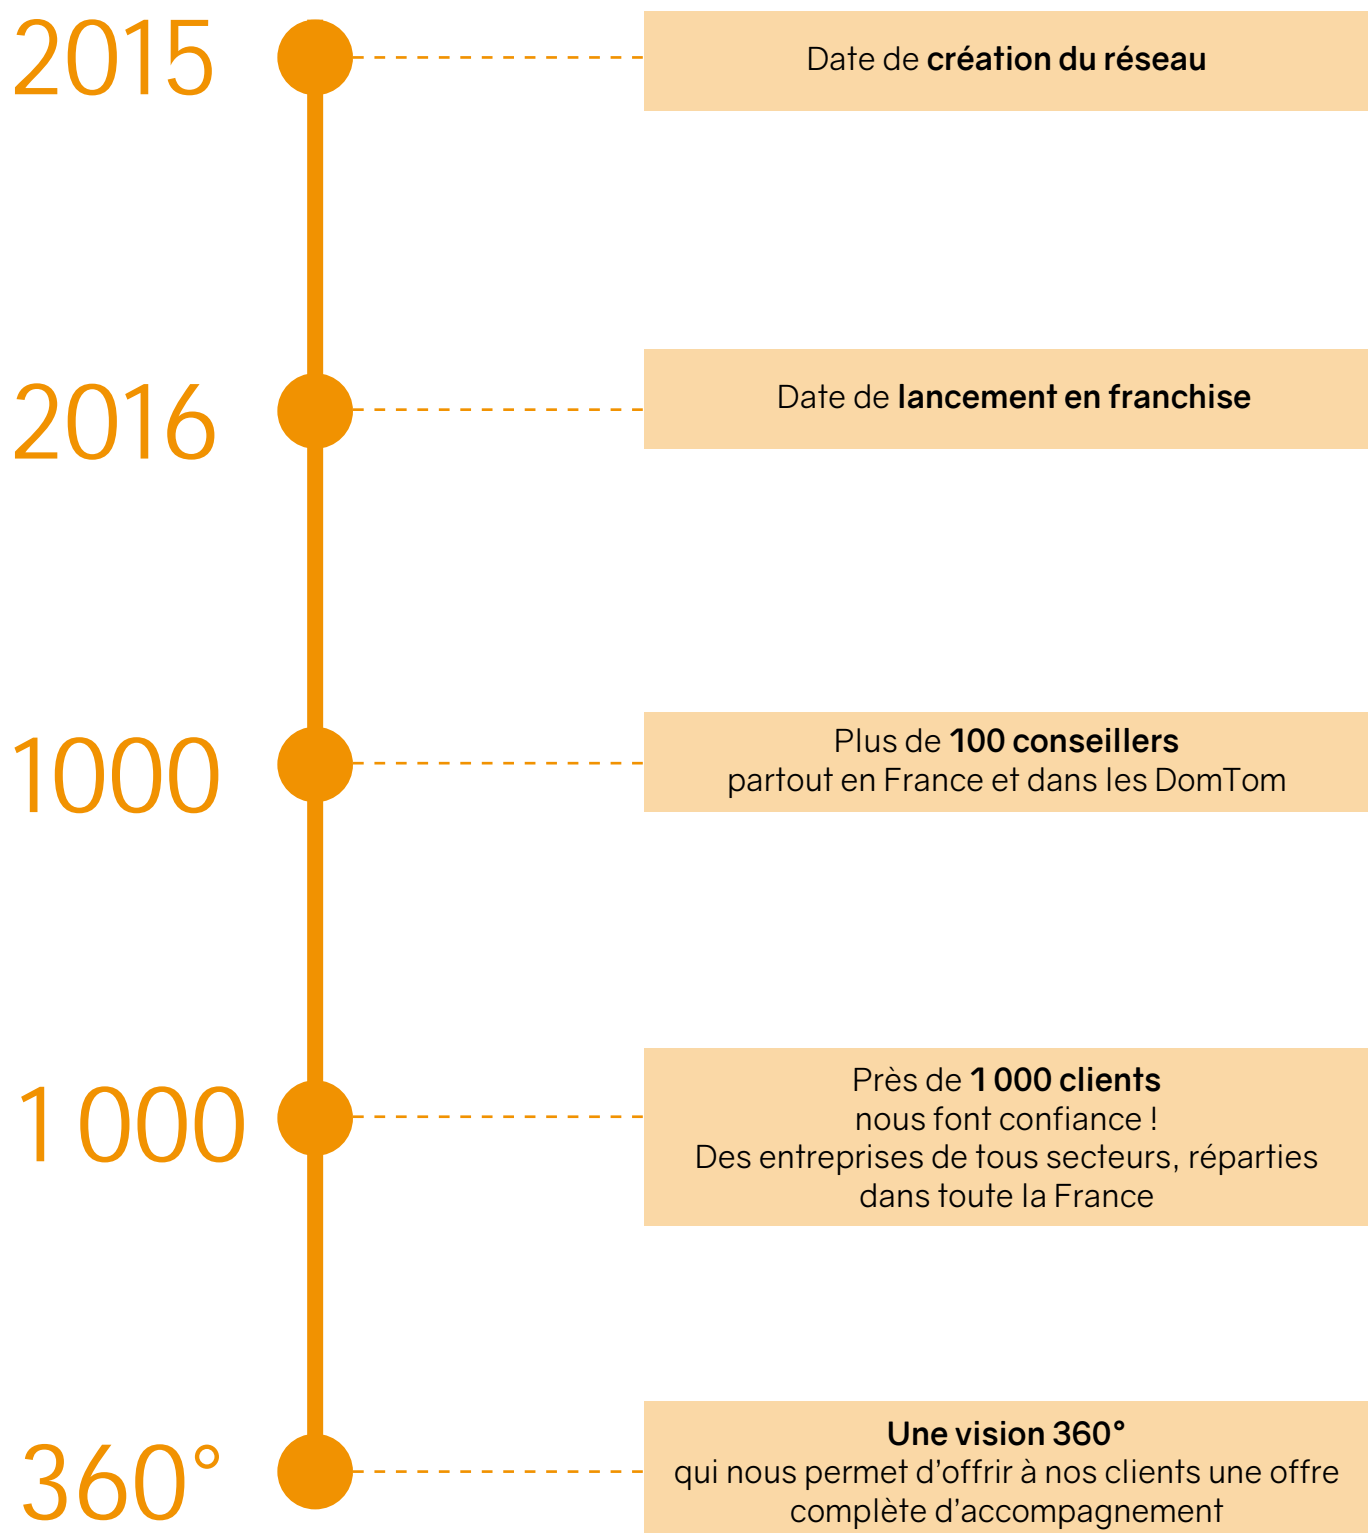 2015
Date de création du réseau
2016
Date de lancement en franchise
1000
Plus de 100 conseillers
partout en France et dans les DomTom
1 000
Près de 1 000 clients
nous font confiance !
Des entreprises de tous secteurs, réparties
dans toute la France
360°
Une vision 360°
qui nous permet d’offrir à nos clients une offre
complète d’accompagnement